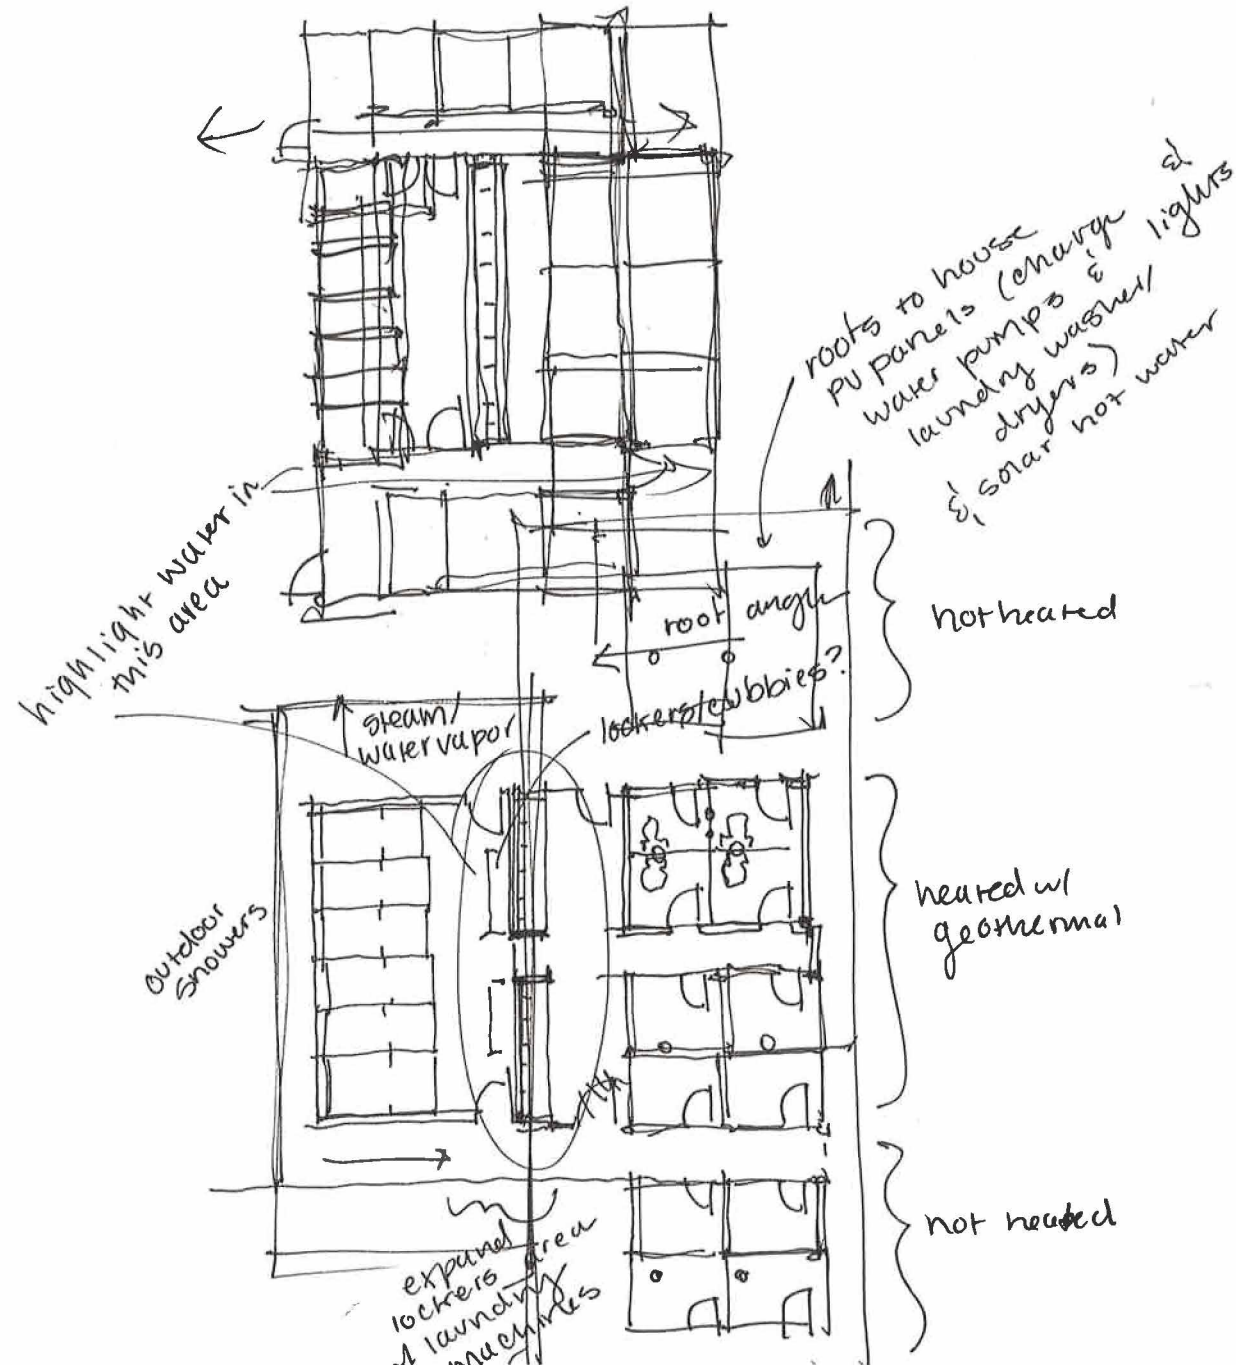 roofs to house
PV panels (charge
water pumps & lights &
laundry washer/
dryers)
& solar hot water
highlight water in
this area
not heated
roof angle
lockers/cubbies?
steam/
water vapor
outdoor
showers
heated w/
geothermal
not heated
expand
lockers area
laundry
machines